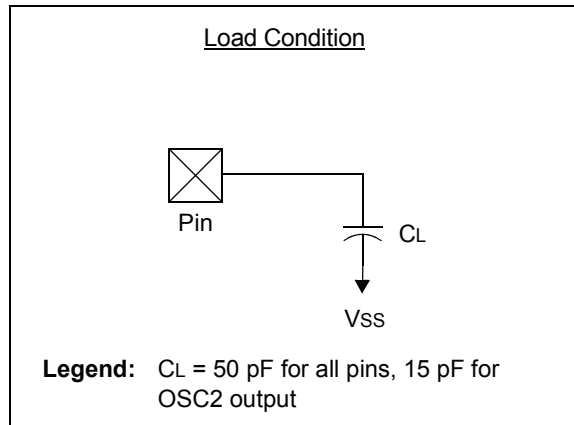 Load Condition
Pin
CL
VSS
Legend: CL = 50 pF for all pins, 15 pF for
OSC2 output